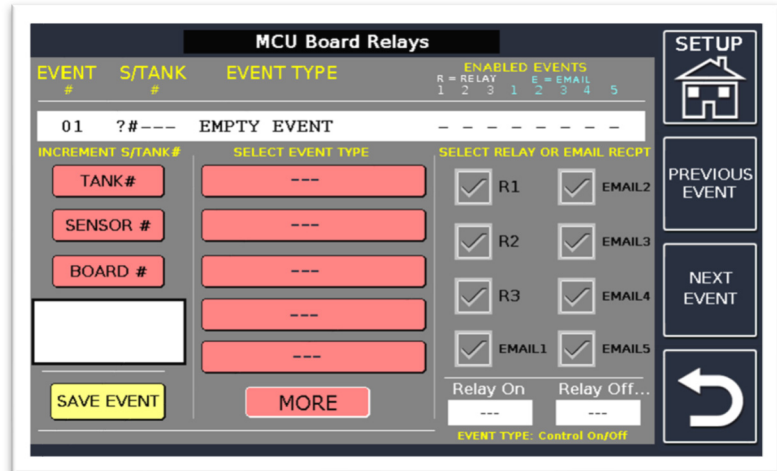 MCU Board Relays
EVENT S/TANK EVENT TYPE ENABLED EVENTS
# # R = RELAY E = EMAIL
1 2 3 1 2 3 4 5
01 ?#--- EMPTY EVENT - - - - - - - -
INCREMENT S/TANK# SELECT EVENT TYPE SELECT RELAY OR EMAIL RECPT
TANK# --- R1 EMAIL2
SENSOR # --- R2 EMAIL3
BOARD # --- R3 EMAIL4
---
--- EMAIL1 EMAIL5
SAVE EVENT MORE
Relay On Relay Off...
--- ---
EVENT TYPE: Control On/Off
SETUP
PREVIOUS
EVENT
NEXT
EVENT